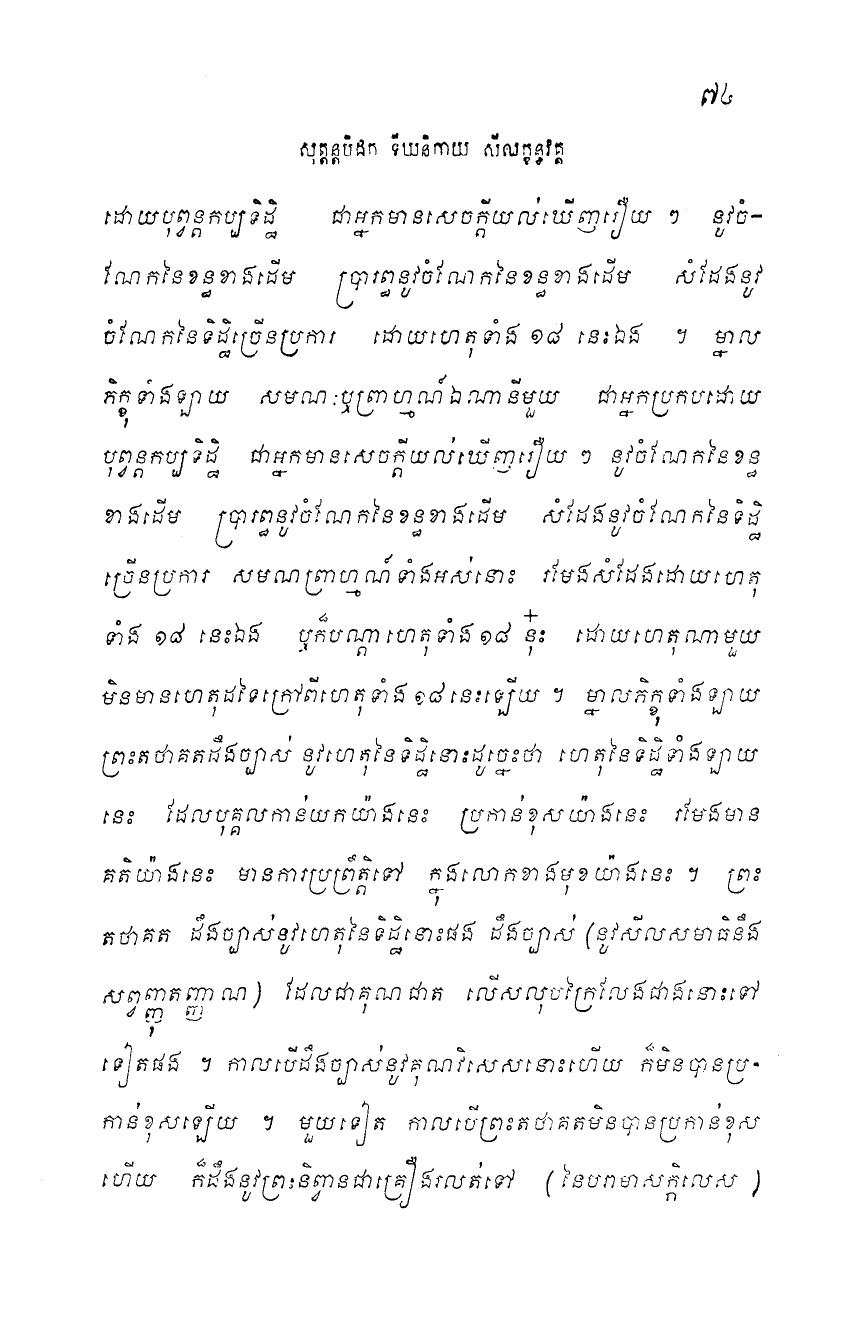 ៧៤
សុត្តន្តបិដក ទីឃនិកាយ សីលក្ខន្ធវគ្គ
ដោយបុព្វន្តកប្បទិដ្ឋិ ជាអ្នកមានសេចក្តីយល់ឃើញរឿយ ៗ នូវចំ-
ណែកនៃខន្ធខាងដើម ប្រារព្ធនូវចំណែកនៃខន្ធខាងដើម សំដែងនូវ
ចំណែកនៃទិដ្ឋិច្រើនប្រការ ដោយហេតុទាំង ១៨ នេះឯង ។ ម្នាល
ភិក្ខុទាំងឡាយ សមណៈឬព្រាហ្មណ៍ឯណានីមួយ ជាអ្នកប្រកបដោយ
បុព្វន្តកប្បទិដ្ឋិ ជាអ្នកមានសេចក្តីយល់ឃើញរឿយ ៗ នូវចំណែកនៃខន្ធ
ខាងដើម ប្រារព្ធនូវចំណែកនៃខន្ធខាងដើម សំដែងនូវចំណែកនៃទិដ្ឋិ
ច្រើនប្រការ សមណព្រាហ្មណ៍ទាំងអស់នោះ រមែងសំដែងដោយហេតុ
ទាំង ១៨ នេះឯង ឬក៏បណ្តាហេតុទាំង ១៨ នុ៎ះ ដោយហេតុណាមួយ
មិនមានហេតុដទៃក្រៅពីហេតុទាំង ១៨ នេះឡើយ ។ ម្នាលភិក្ខុទាំងឡាយ
ព្រះតថាគតដឹងច្បាស់ នូវហេតុនៃទិដ្ឋិនោះដូច្នេះថា ហេតុនៃទិដ្ឋិទាំងឡាយ
នេះ ដែលបុគ្គលកាន់យកយ៉ាងនេះ ប្រកាន់ខុសយ៉ាងនេះ រមែងមាន
គតិយ៉ាងនេះ មានការប្រព្រឹត្តិទៅ ក្នុងលោកខាងមុខយ៉ាងនេះ ។ ព្រះ
តថាគត ដឹងច្បាស់នូវហេតុនៃទិដ្ឋិនោះផង ដឹងច្បាស់ (នូវសីលសមាធិនឹង
សព្វញ្ញុតញ្ញាណ) ដែលជាគុណជាត លើសលុបក្រៃលែងជាងនោះទៅ
ទៀតផង ។ កាលបើដឹងច្បាស់នូវគុណវិសេសនោះហើយ ក៏មិនបានប្រ-
កាន់ខុសឡើយ ។ មួយទៀត កាលបើព្រះតថាគតមិនបានប្រកាន់ខុស
ហើយ ក៏ដឹងនូវព្រះនិព្វានជាគ្រឿងរលត់ទៅ (នៃបរាមាសក្តិលេស)